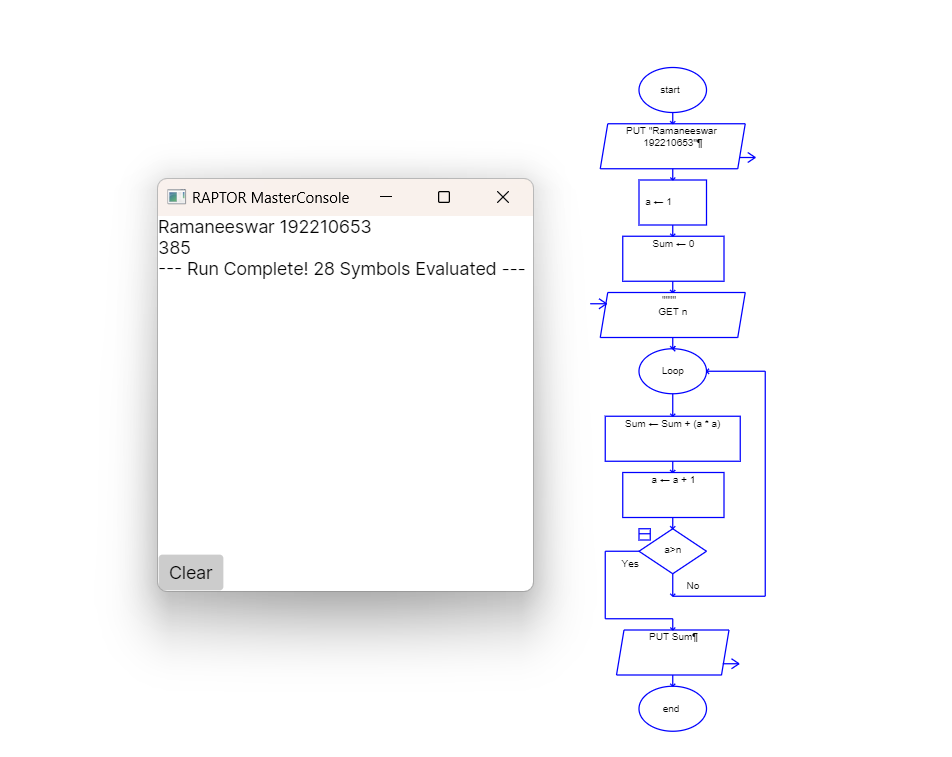 RAPTOR MasterConsole
Ramaneeswar 192210653
385
--- Run Complete! 28 Symbols Evaluated ---
Clear
start
PUT "Ramaneeswar
192210653"¶
a ← 1
Sum ← 0
""""
GET n
Loop
Sum ← Sum + (a * a)
a ← a + 1
a>n
Yes
No
PUT Sum¶
end